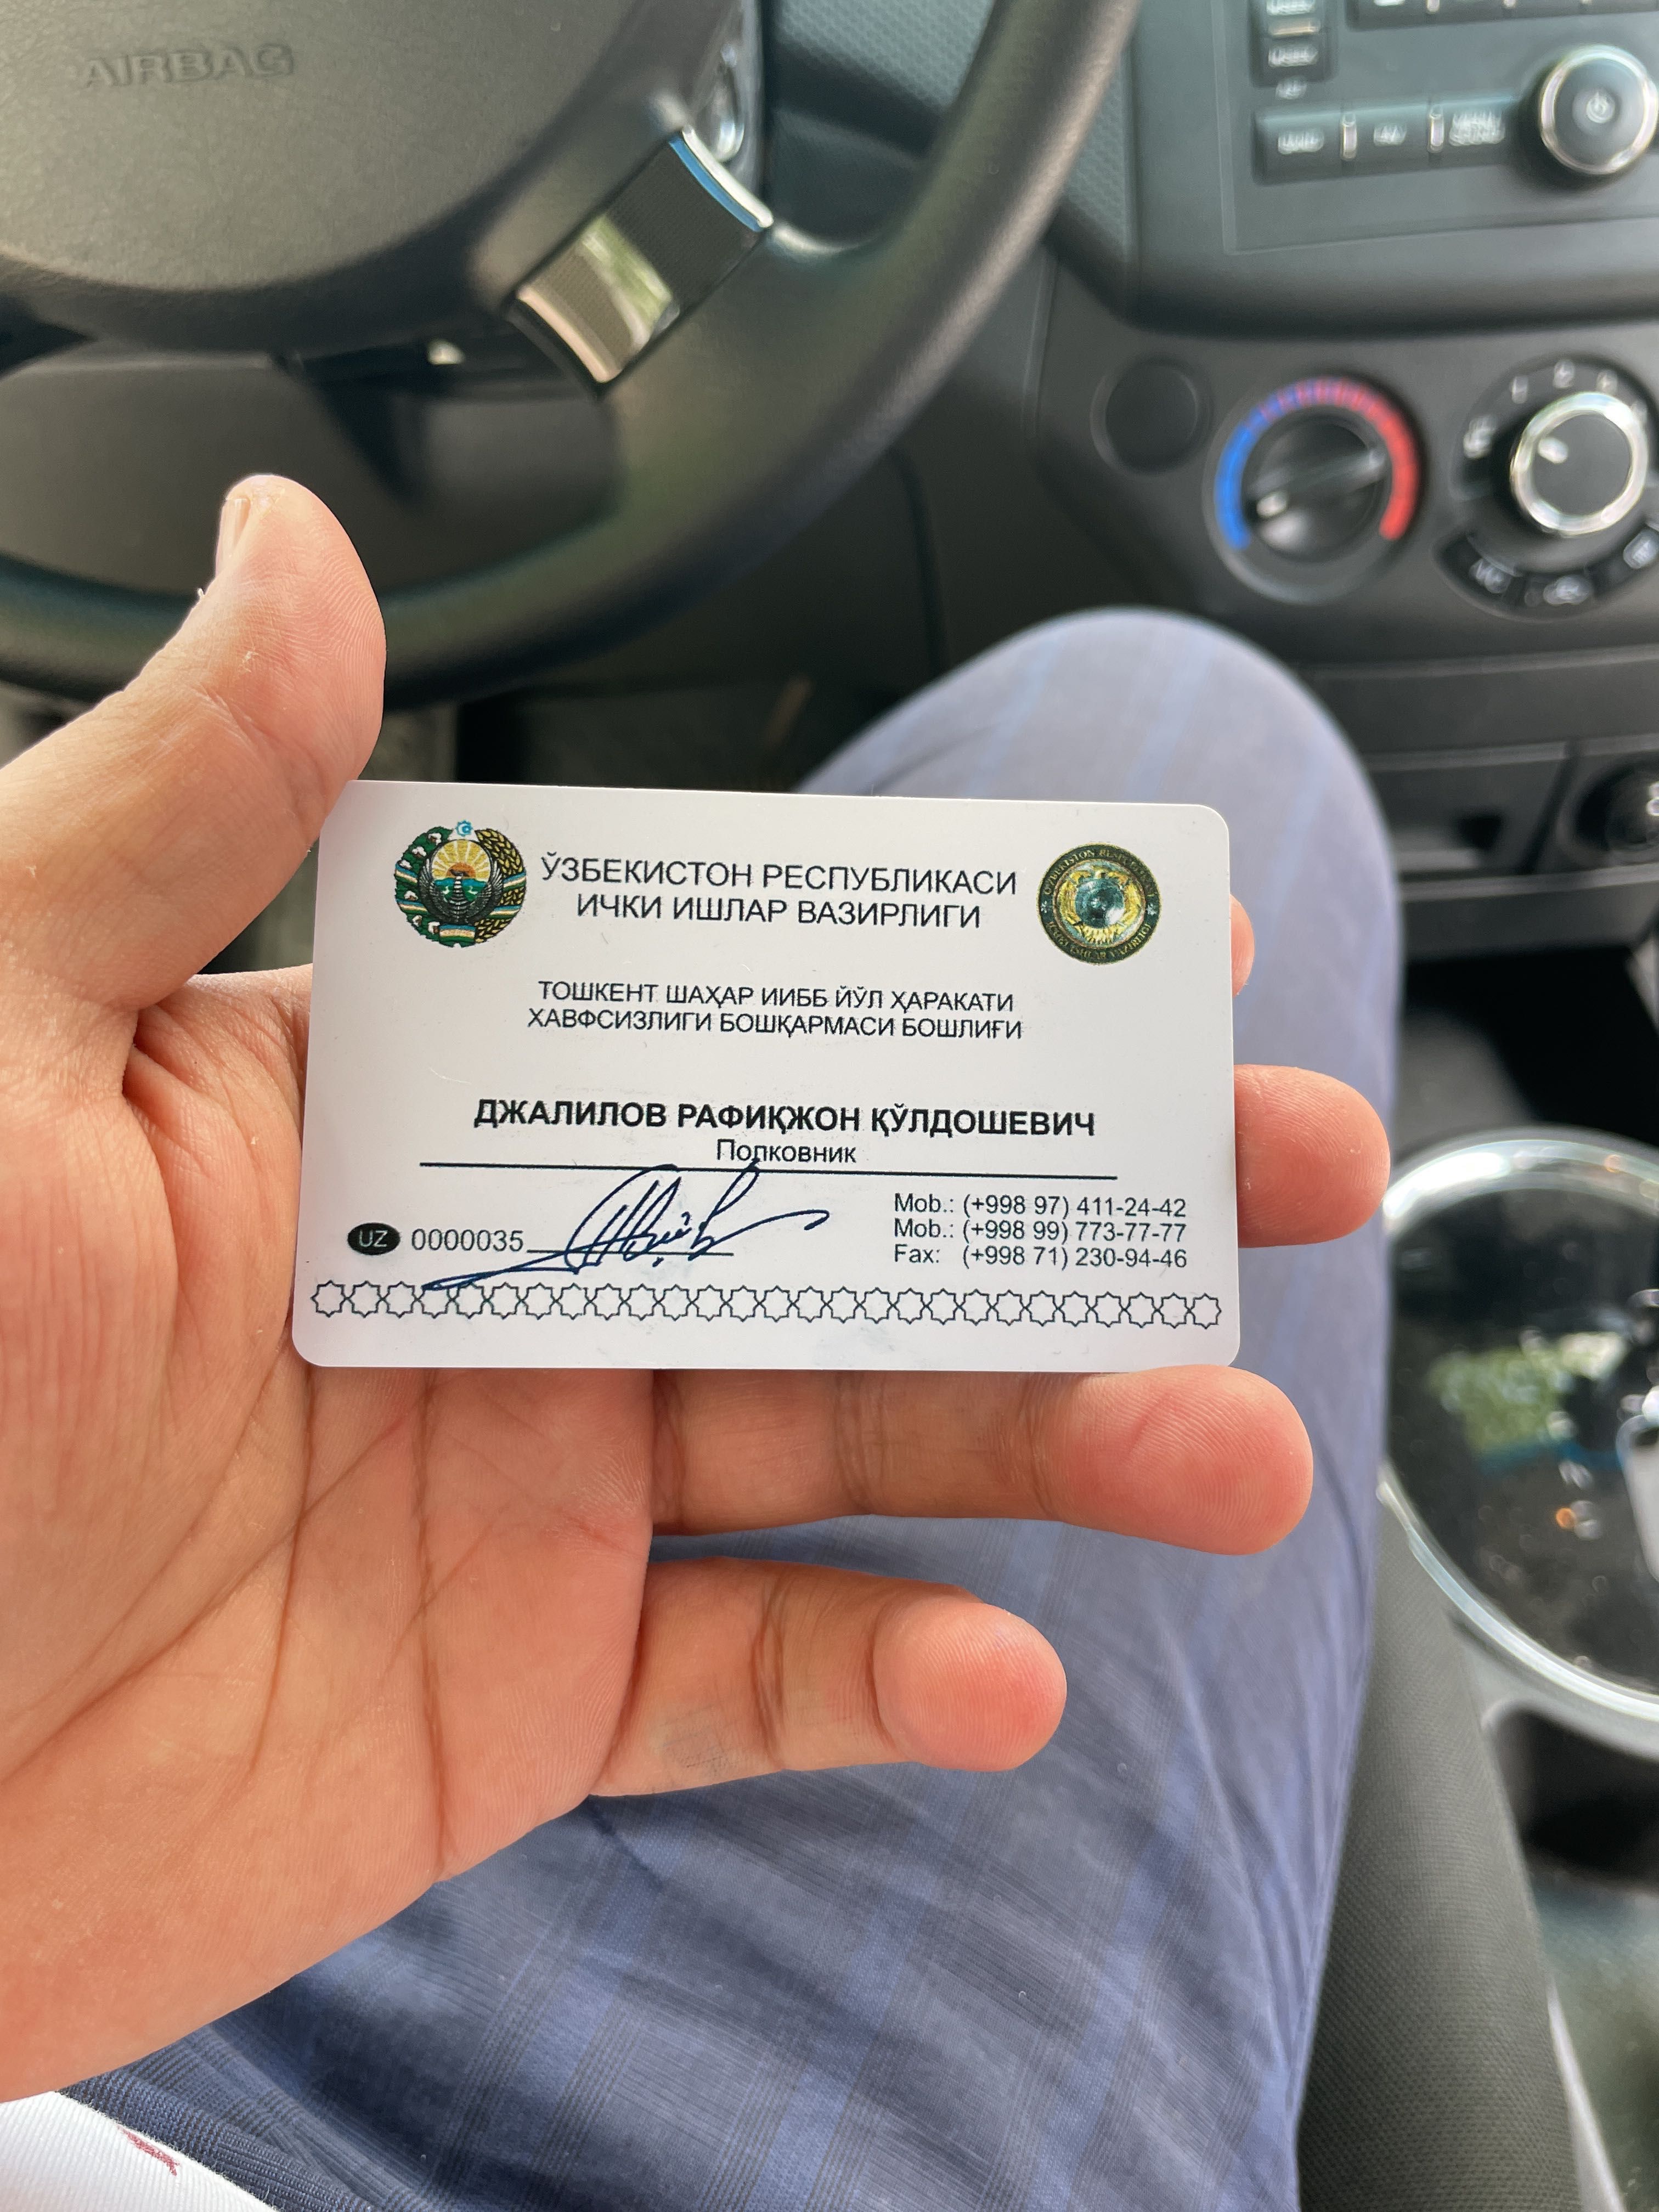 AIRBAG
ЎЗБЕКИСТОН РЕСПУБЛИКАСИ
ИЧКИ ИШЛАР ВАЗИРЛИГИ
ТОШКЕНТ ШАҲАР ИИББ ЙЎЛ ҲАРАКАТИ
ХАВФСИЗЛИГИ БОШҚАРМАСИ БОШЛИҒИ
ДЖАЛИЛОВ РАФИҚЖОН ҚЎЛДОШЕВИЧ
Полковник
Mob.: (+998 97) 411-24-42
Mob.: (+998 99) 773-77-77
Fax: (+998 71) 230-94-46
UZ 0000035